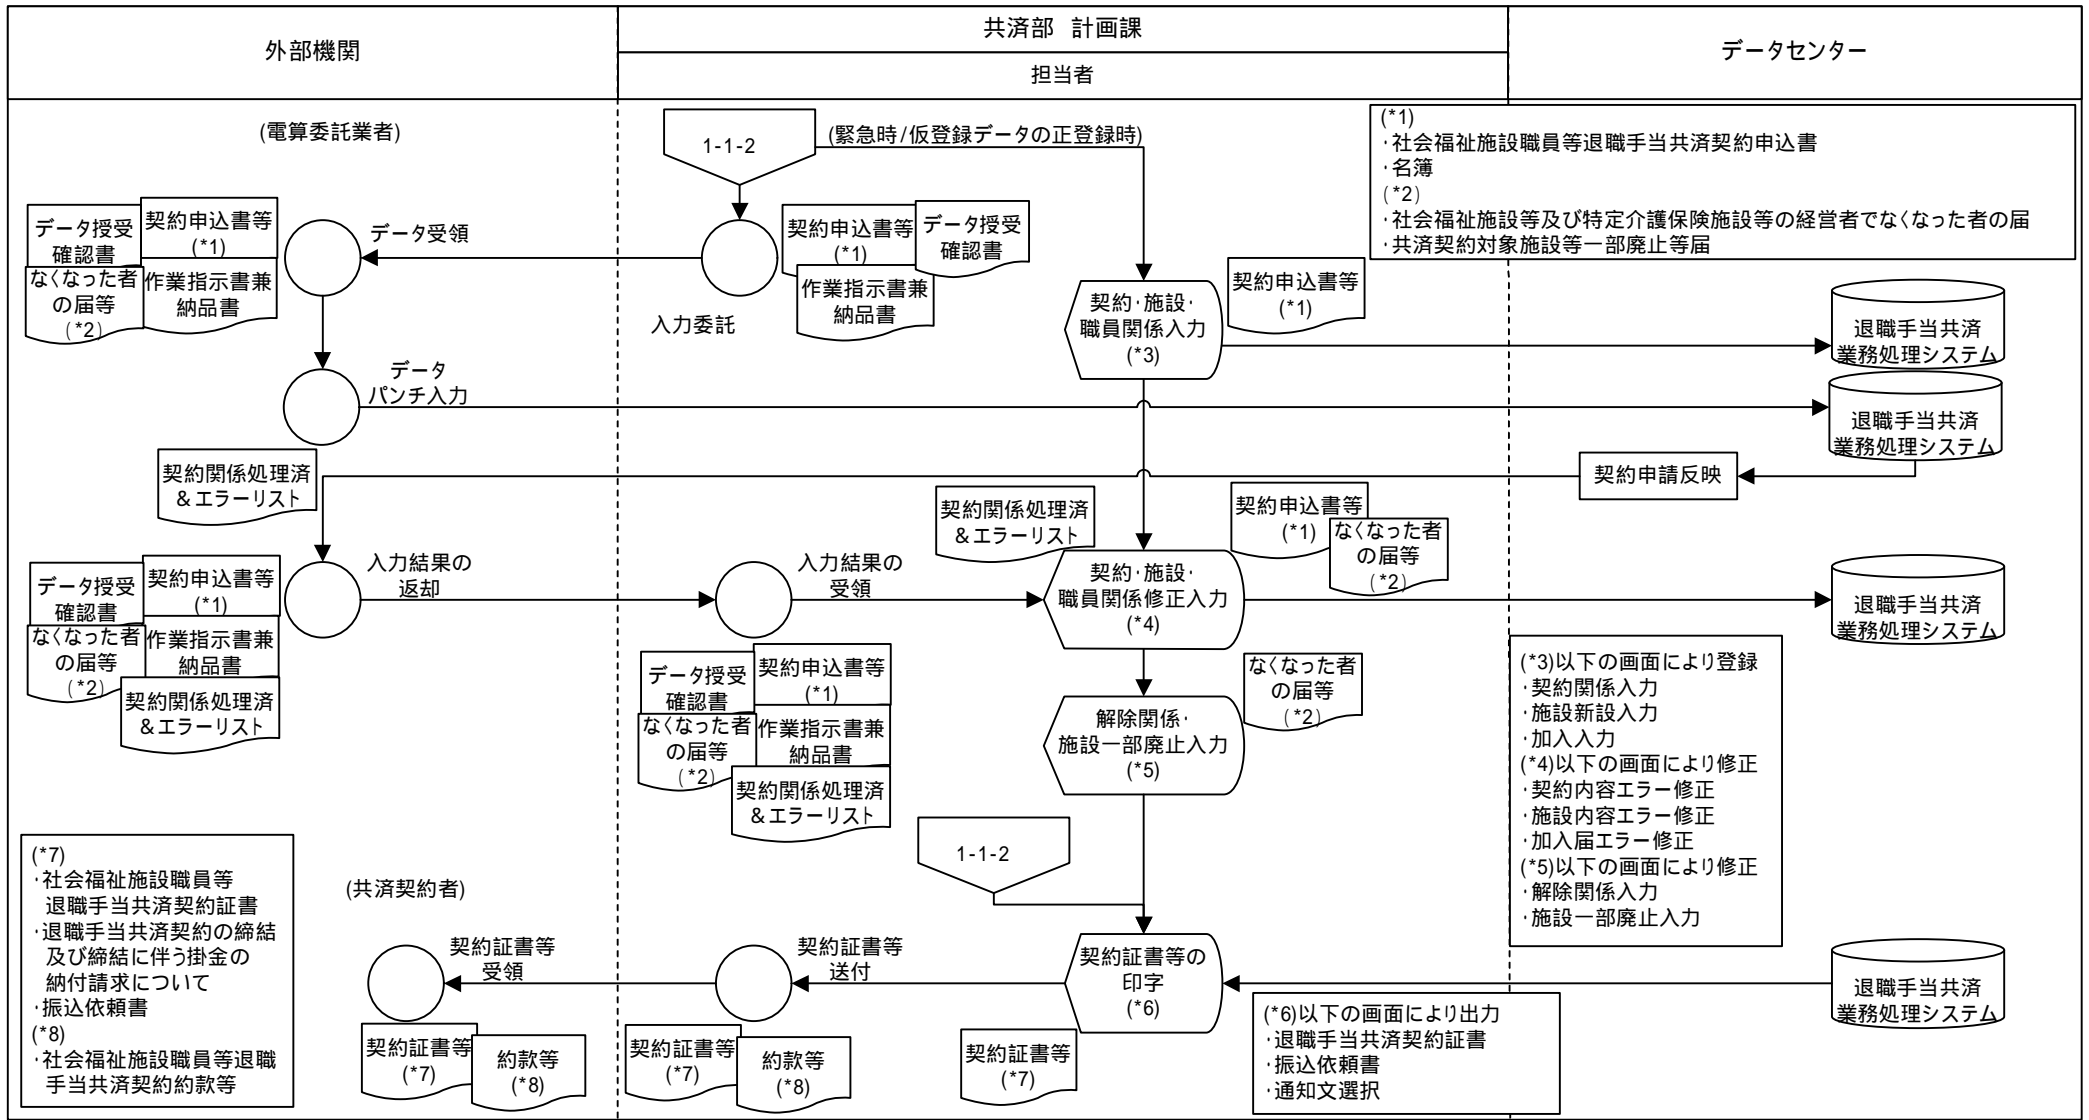 外部機関
共済部 計画課
担当者
データセンター
(電算委託業者)
1-1-2
(緊急時/仮登録データの正登録時)
(*1)
・社会福祉施設職員等退職手当共済契約申込書
・名簿
(*2)
・社会福祉施設等及び特定介護保険施設等の経営者でなくなった者の届
・共済契約対象施設等一部廃止等届
データ授受
確認書
契約申込書等
(*1)
なくなった者
の届等
(*2)
作業指示書兼
納品書
データ受領
入力委託
契約申込書等
(*1)
データ授受
確認書
作業指示書兼
納品書
契約・施設・
職員関係入力
(*3)
契約申込書等
(*1)
退職手当共済
業務処理システム
データ
パンチ入力
退職手当共済
業務処理システム
契約申請反映
契約関係処理済
&エラーリスト
契約関係処理済
&エラーリスト
契約申込書等
(*1)
なくなった者
の届等
(*2)
データ授受
確認書
契約申込書等
(*1)
なくなった者
の届等
(*2)
作業指示書兼
納品書
契約関係処理済
&エラーリスト
入力結果の
返却
入力結果の
受領
契約・施設・
職員関係修正入力
(*4)
退職手当共済
業務処理システム
データ授受
確認書
契約申込書等
(*1)
なくなった者
の届等
(*2)
作業指示書兼
納品書
契約関係処理済
&エラーリスト
なくなった者
の届等
(*2)
解除関係・
施設一部廃止入力
(*5)
(*3)以下の画面により登録
・契約関係入力
・施設新設入力
・加入入力
(*4)以下の画面により修正
・契約内容エラー修正
・施設内容エラー修正
・加入届エラー修正
(*5)以下の画面により修正
・解除関係入力
・施設一部廃止入力
1-1-2
(*7)
・社会福祉施設職員等
退職手当共済契約証書
・退職手当共済契約の締結
及び締結に伴う掛金の
納付請求について
・振込依頼書
(*8)
・社会福祉施設職員等退職
手当共済契約約款等
(共済契約者)
契約証書等
受領
契約証書等
送付
契約証書等の
印字
(*6)
退職手当共済
業務処理システム
契約証書等
(*7)
約款等
(*8)
契約証書等
(*7)
約款等
(*8)
契約証書等
(*7)
(*6)以下の画面により出力
・退職手当共済契約証書
・振込依頼書
・通知文選択